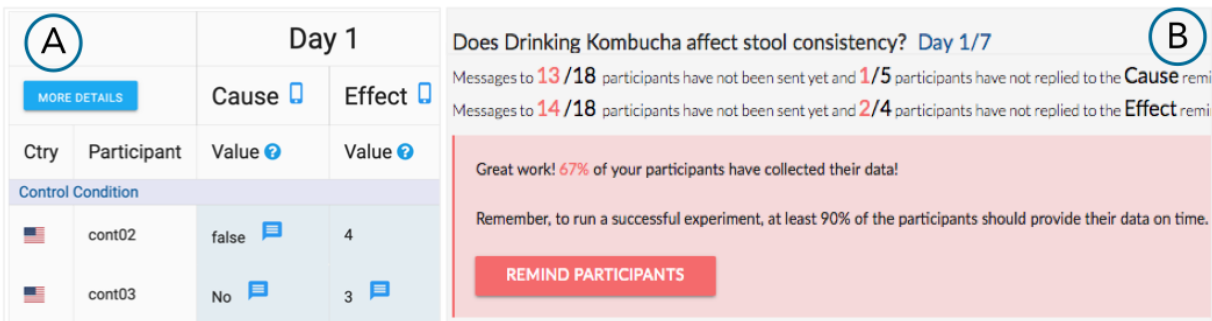 A
Day 1
MORE DETAILS
Cause
Effect
Ctry Participant Value ? Value ?
Control Condition
cont02 false 4
cont03 No 3
B
Does Drinking Kombucha affect stool consistency? Day 1/7
Messages to 13/18 participants have not been sent yet and 1/5 participants have not replied to the Cause remi
Messages to 14/18 participants have not been sent yet and 2/4 participants have not replied to the Effect remi
Great work! 67% of your participants have collected their data!
Remember, to run a successful experiment, at least 90% of the participants should provide their data on time.
REMIND PARTICIPANTS